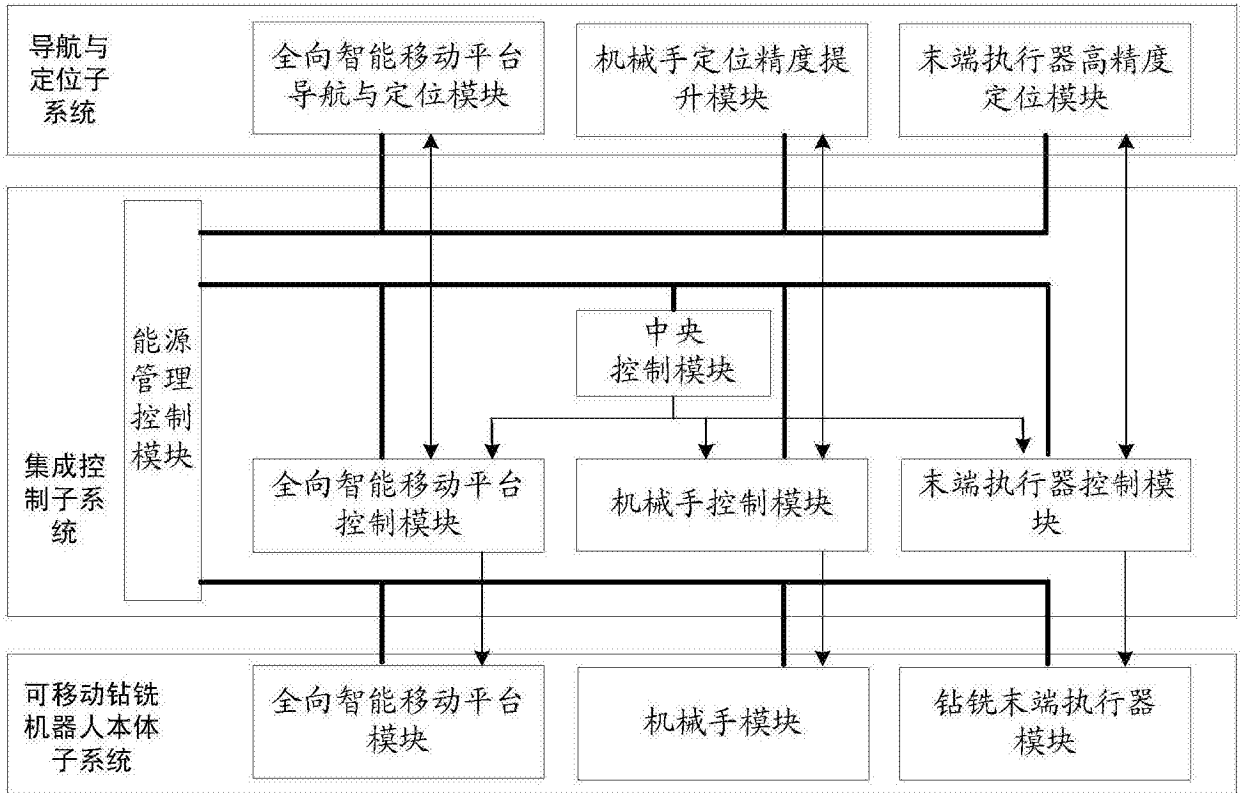 导航与
定位子
系统
全向智能移动平台
导航与定位模块
机械手定位精度提
升模块
末端执行器高精度
定位模块
能源
管理
控制
模块
集成控
制子系
统
中央
控制模块
全向智能移动平台
控制模块
机械手控制模块
末端执行器控制模
块
可移动钻铣
机器人本体
子系统
全向智能移动平台
模块
机械手模块
钻铣末端执行器
模块